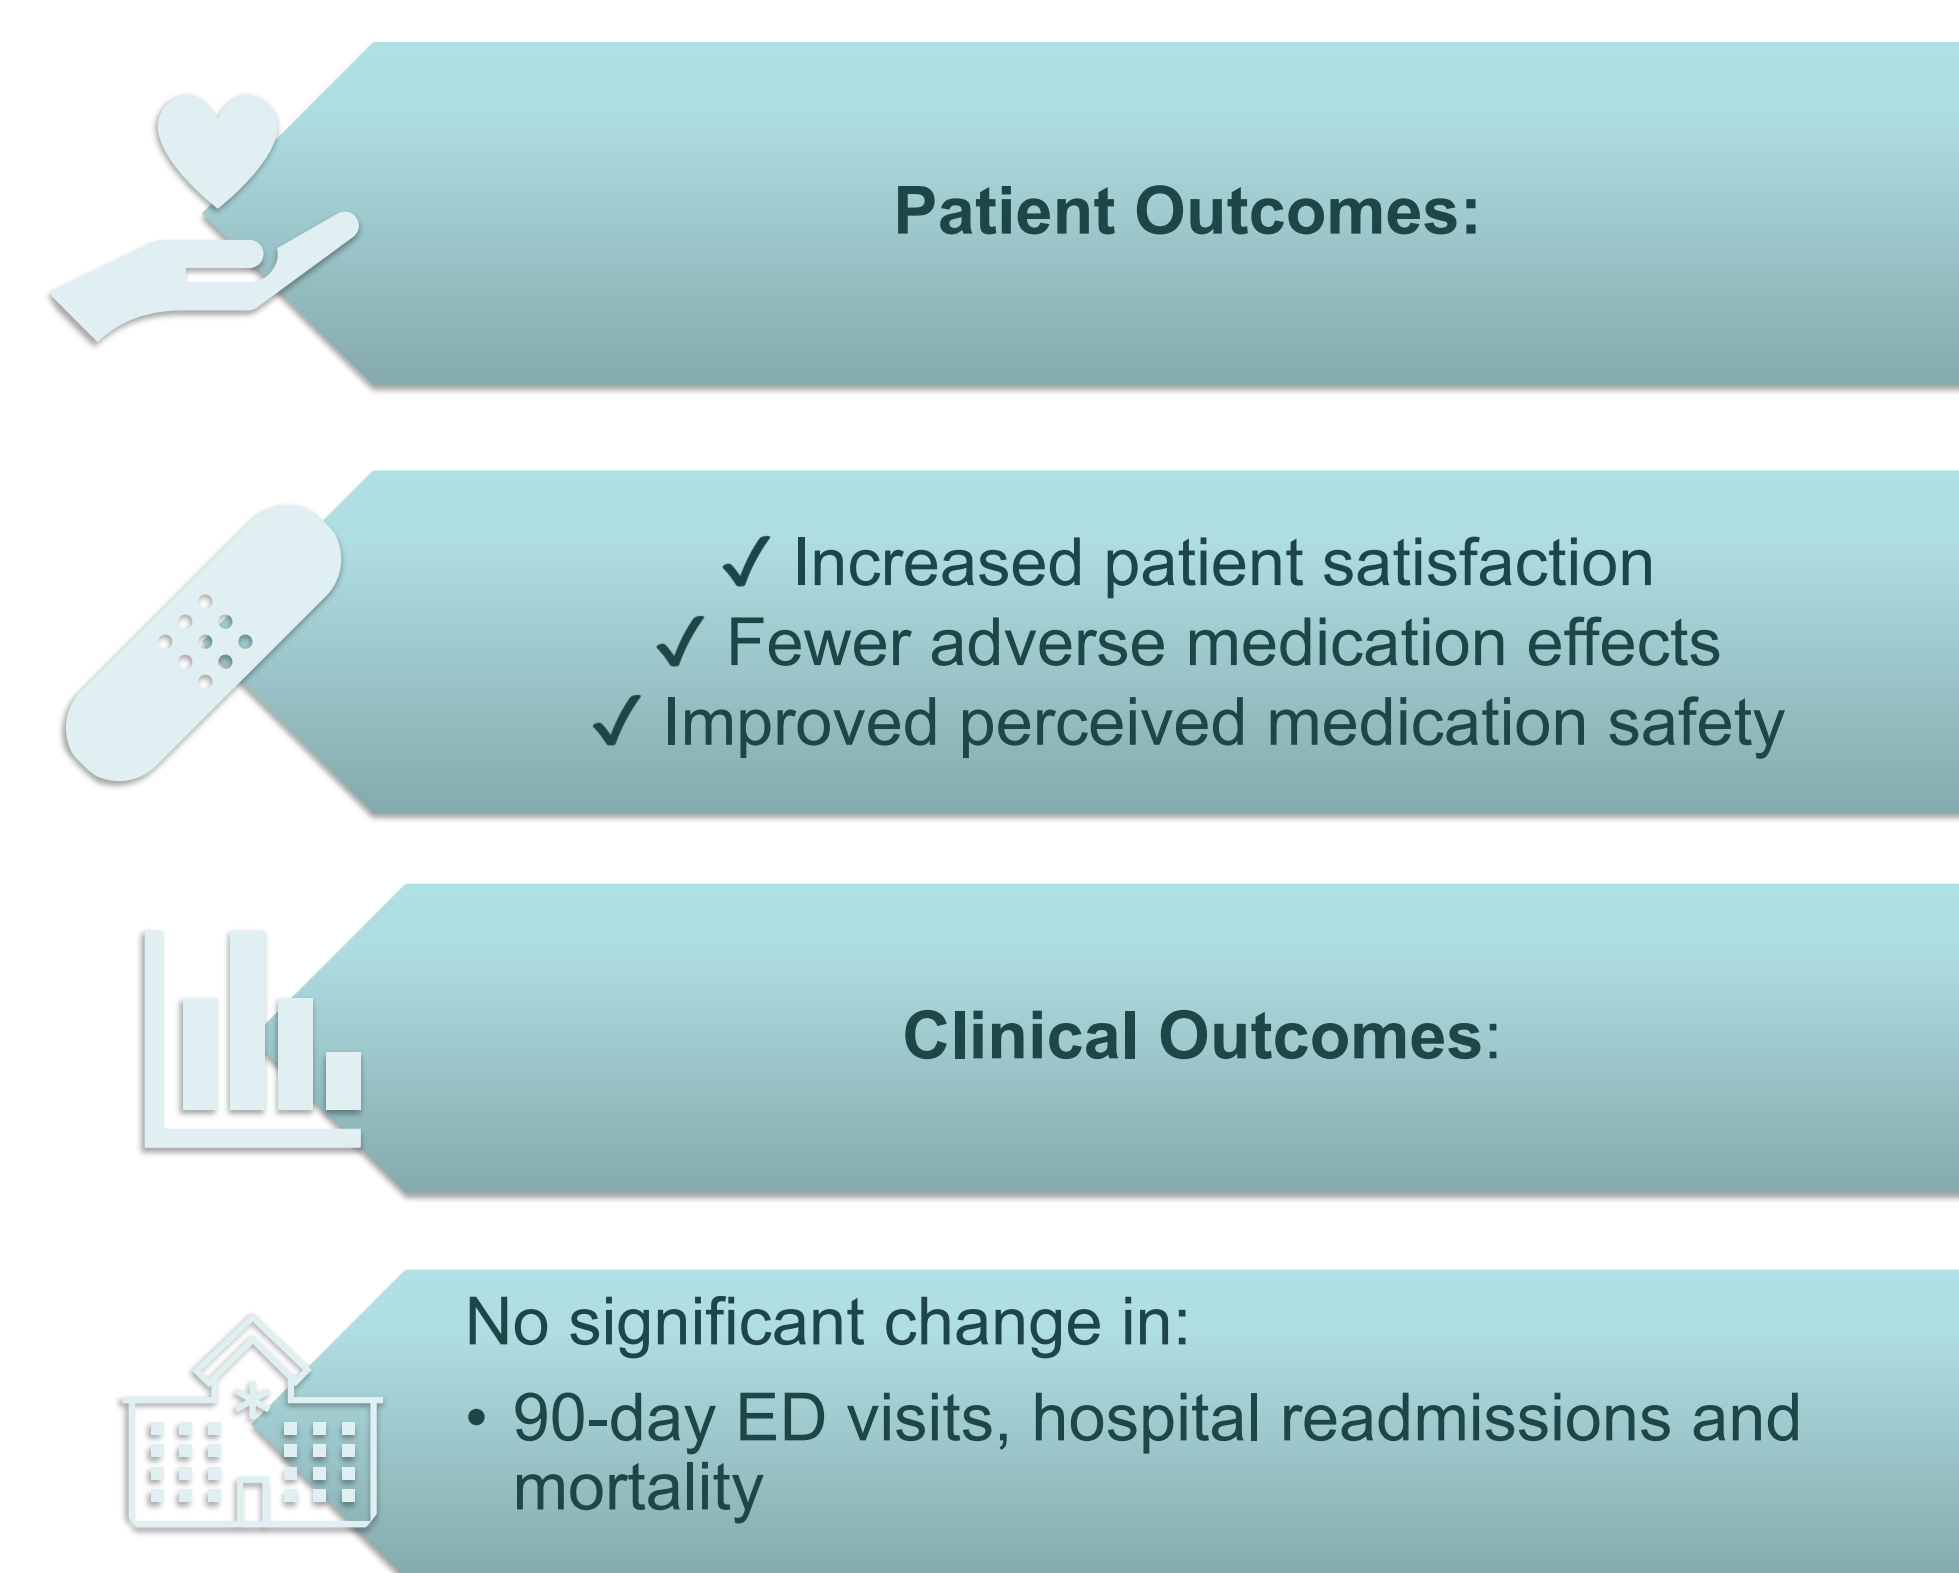 Patient Outcomes:
✓ Increased patient satisfaction
✓ Fewer adverse medication effects
✓ Improved perceived medication safety
Clinical Outcomes:
No significant change in:
• 90-day ED visits, hospital readmissions and
mortality